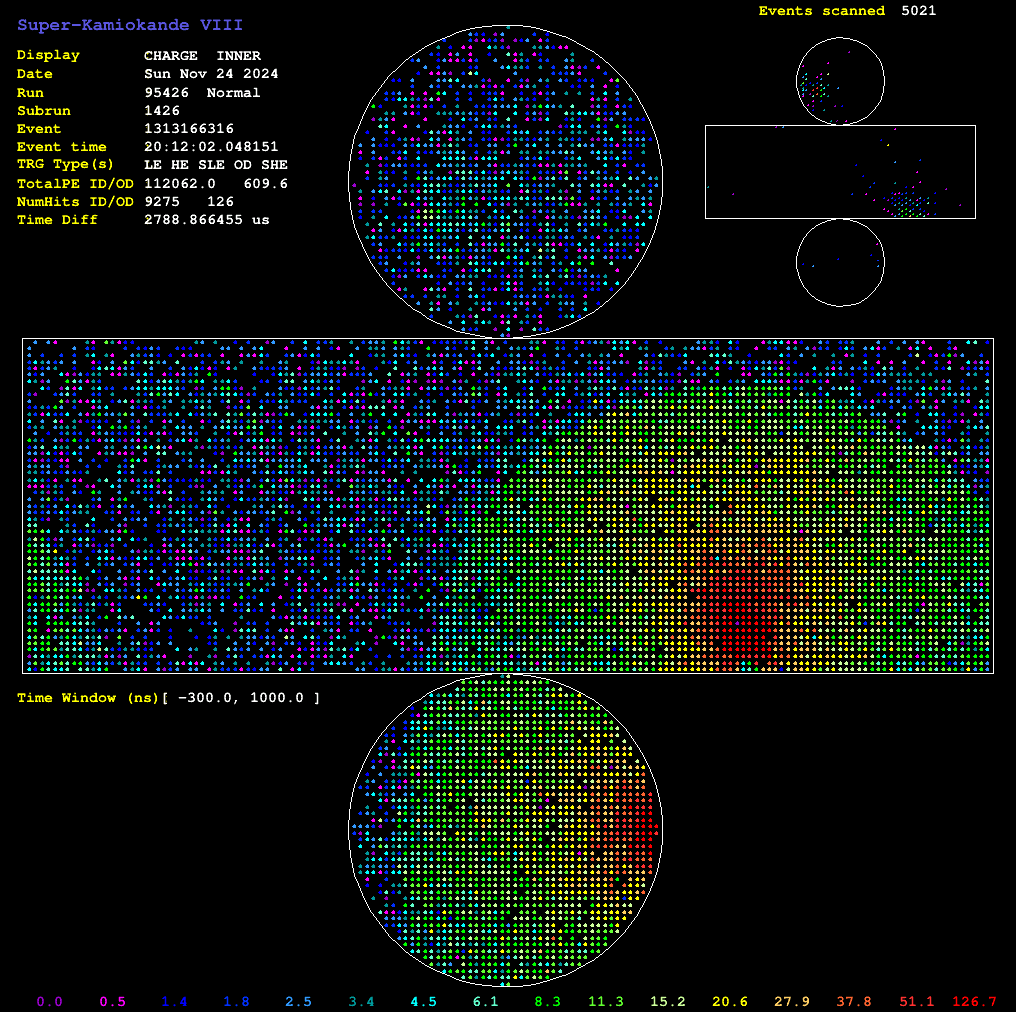 Super-Kamiokande VIII
Events scanned 5021
Display CHARGE INNER
Date Sun Nov 24 2024
Run 95426 Normal
Subrun 1426
Event 1313166316
Event time 20:12:02.048151
TRG Type(s) LE HE SLE OD SHE
TotalPE ID/OD 112062.0 609.6
NumHits ID/OD 9275 126
Time Diff 2788.866455 us
Time Window (ns)[ -300.0, 1000.0 ]
0.0 0.5 1.4 1.8 2.5 3.4 4.5 6.1 8.3 11.3 15.2 20.6 27.9 37.8 51.1 126.7